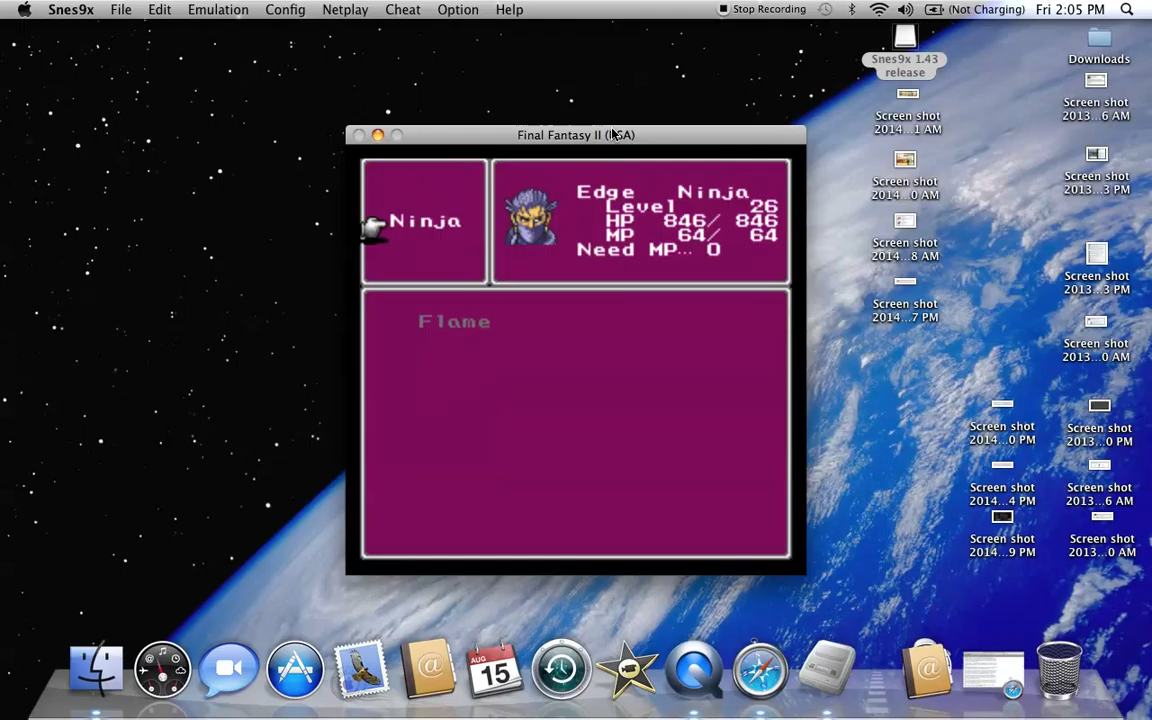 Snes9x File Edit Emulation Config Netplay Cheat Option Help Stop Recording (Not Charging) Fri 2:05 PM
Snes9x 1.43
release
Downloads
Screen shot
2014...1 AM
Screen shot
2013...6 AM
Screen shot
2014...0 AM
Screen shot
2013...3 PM
Screen shot
2014...8 AM
Screen shot
2013...3 PM
Screen shot
2014...7 PM
Screen shot
2013...0 AM
Screen shot
2014...0 PM
Screen shot
2013...0 PM
Screen shot
2014...4 PM
Screen shot
2013...6 AM
Screen shot
2014...9 PM
Screen shot
2013...0 AM
Final Fantasy II
Ninja
Edge Ninja
Level 26
HP 846/ 846
MP 64/ 64
Need MP... 0
Flame
AUG
15